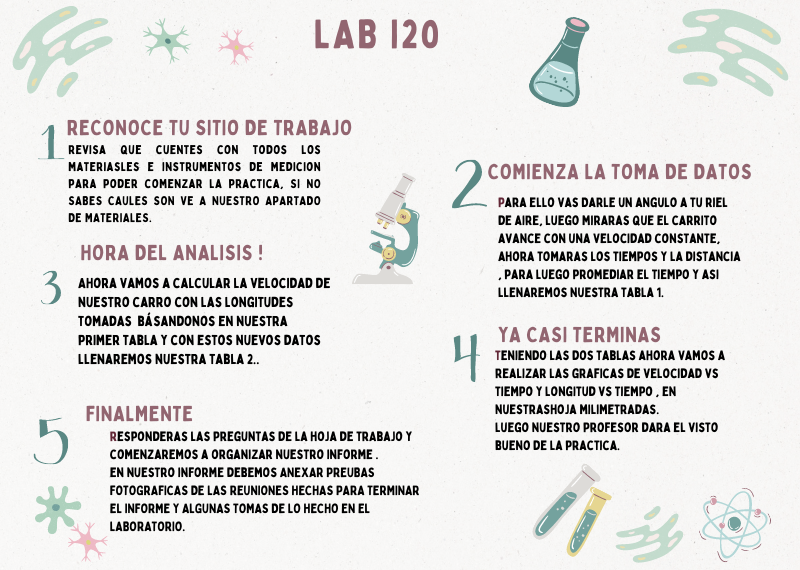 LAB 120
1
RECONOCE TU SITIO DE TRABAJO
REVISA QUE CUENTES CON TODOS LOS
MATERIASLES E INSTRUMENTOS DE MEDICION
PARA PODER COMENZAR LA PRACTICA, SI NO
SABES CAULES SON VE A NUESTRO APARTADO
DE MATERIALES.
2
COMIENZA LA TOMA DE DATOS
PARA ELLO VAS DARLE UN ANGULO A TU RIEL
DE AIRE, LUEGO MIRARAS QUE EL CARRITO
AVANCE CON UNA VELOCIDAD CONSTANTE,
AHORA TOMARAS LOS TIEMPOS Y LA DISTANCIA
, PARA LUEGO PROMEDIAR EL TIEMPO Y ASI
LLENAREMOS NUESTRA TABLA 1.
HORA DEL ANALISIS !
3
AHORA VAMOS A CALCULAR LA VELOCIDAD DE
NUESTRO CARRO CON LAS LONGITUDES
TOMADAS BÁSANDONOS EN NUESTRA
PRIMER TABLA Y CON ESTOS NUEVOS DATOS
LLENAREMOS NUESTRA TABLA 2..
4
YA CASI TERMINAS
TENIENDO LAS DOS TABLAS AHORA VAMOS A
REALIZAR LAS GRAFICAS DE VELOCIDAD VS
TIEMPO Y LONGITUD VS TIEMPO , EN
NUESTRASHOJA MILIMETRADAS.
LUEGO NUESTRO PROFESOR DARA EL VISTO
BUENO DE LA PRACTICA.
5
FINALMENTE
RESPONDERAS LAS PREGUNTAS DE LA HOJA DE TRABAJO Y
COMENZAREMOS A ORGANIZAR NUESTRO INFORME .
EN NUESTRO INFORME DEBEMOS ANEXAR PREUBAS
FOTOGRAFICAS DE LAS REUNIONES HECHAS PARA TERMINAR
EL INFORME Y ALGUNAS TOMAS DE LO HECHO EN EL
LABORATORIO.